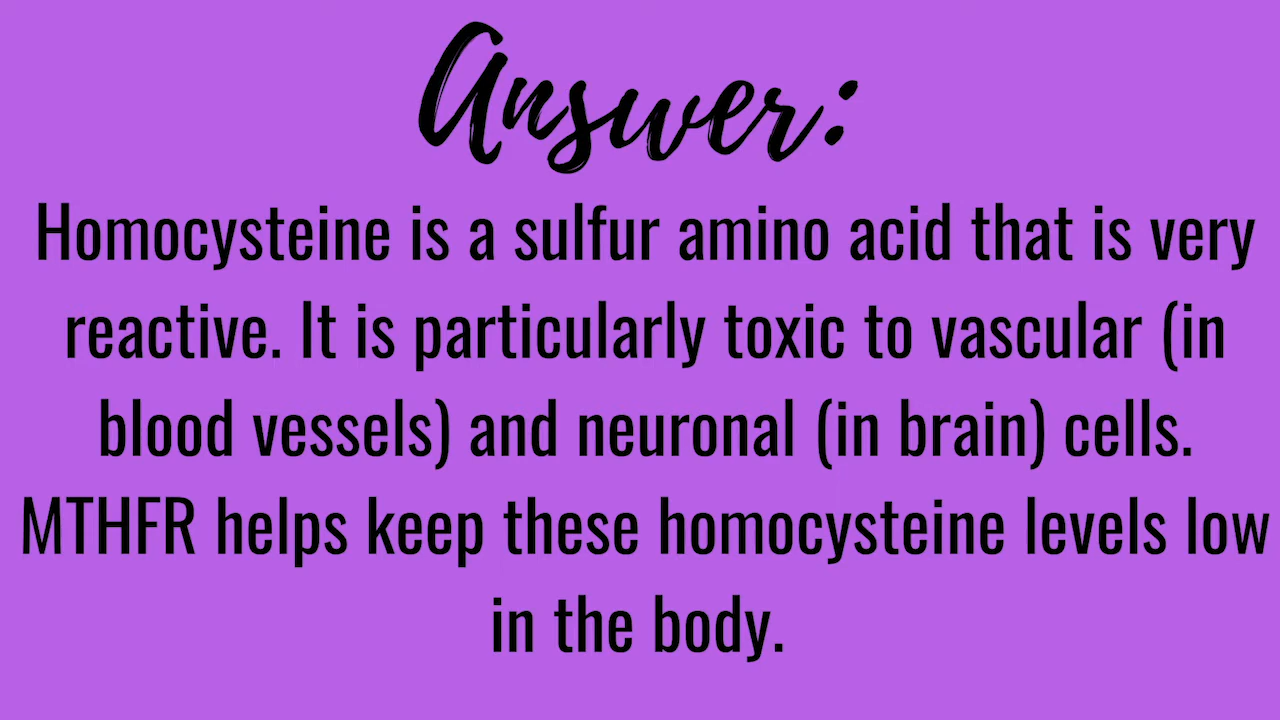 Answer:
Homocysteine is a sulfur amino acid that is very
reactive. It is particularly toxic to vascular (in
blood vessels) and neuronal (in brain) cells.
MTHFR helps keep these homocysteine levels low
in the body.